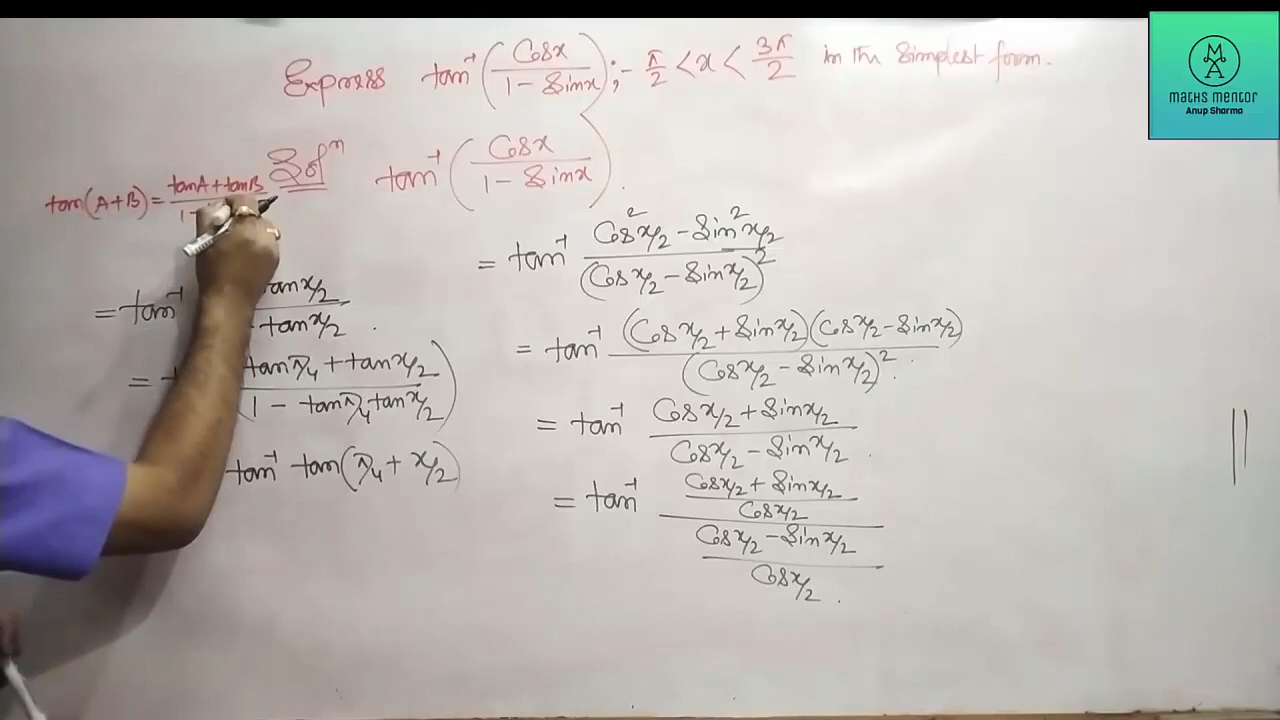 Express tan⁻¹(Cosx / 1 - Sinx) ; -π/2 < x < 3π/2 in the simplest form.
MATHS MENTOR
Anup Sharma
Solⁿ tan⁻¹(Cosx / 1 - Sinx).
tan(A+B) = tanA + tanB / 1 -
= tan⁻¹ (Cos²x/2 - Sin²x/2) / (Cosx/2 - Sinx/2)²
= tan⁻¹ (Cosx/2 + Sinx/2)(Cosx/2 - Sinx/2) / (Cosx/2 - Sinx/2)².
= tan⁻¹ (Cosx/2 + Sinx/2) / (Cosx/2 - Sinx/2).
= tan⁻¹ ((Cosx/2 + Sinx/2) / Cosx/2) / ((Cosx/2 - Sinx/2) / Cosx/2).
= tan⁻¹ tanx/2 / - tanx/2.
= (tanπ/4 + tanx/2 / 1 - tanπ/4 tanx/2)
tan⁻¹ tan(π/4 + x/2)